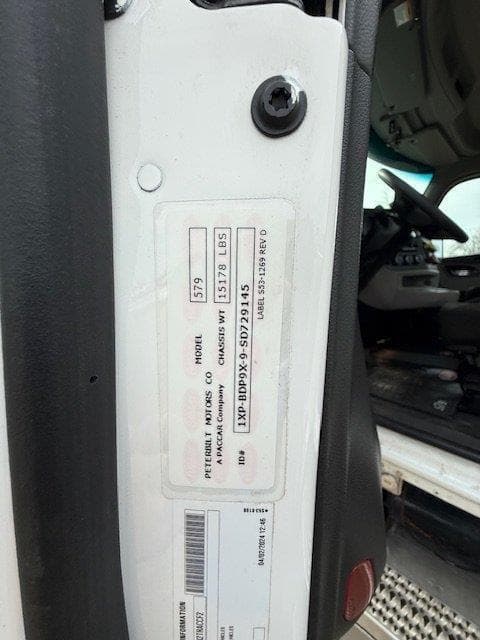 PETERBILT MOTORS CO MODEL 579
A PACCAR Company CHASSIS WT 15178 LBS
ID# 1XP-BDP9X-9-SD729145
LABEL S53-1269 REV D
04/02/2024 12:46